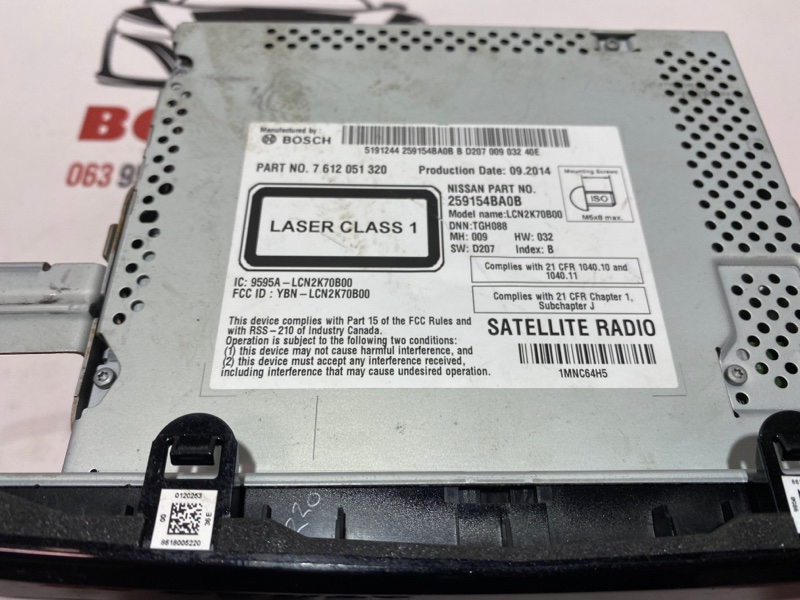 BO
063 9
Manufactured by:
BOSCH
5191244 259154BA0B B D207 009 032 40E
PART NO. 7 612 051 320
Production Date: 09.2014
LASER CLASS 1
NISSAN PART NO.
259154BA0B
Model name:LCN2K70B00
DNN:TGH088
MH: 009 HW: 032
SW: D207 Index: B
Mounting Screws
ISO
M5x8 max.
IC: 9595A-LCN2K70B00
FCC ID : YBN-LCN2K70B00
Complies with 21 CFR 1040.10 and
1040.11
Complies with 21 CFR Chapter 1,
Subchapter J
This device complies with Part 15 of the FCC Rules and
with RSS-210 of Industry Canada.
Operation is subject to the following two conditions:
(1) this device may not cause harmful interference, and
(2) this device must accept any interference received,
including interference that may cause undesired operation.
SATELLITE RADIO
1MNC64H5
0120253
00
36 E
8618005220
220